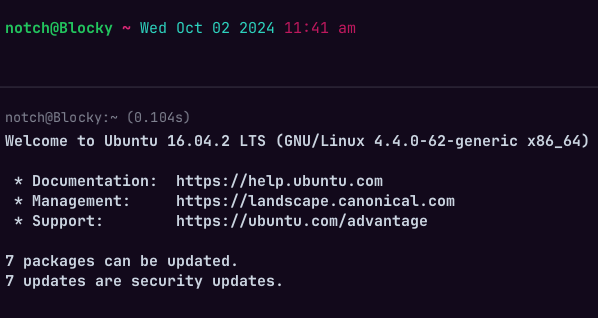 notch@Blocky ~ Wed Oct 02 2024 11:41 am
notch@Blocky:~ (0.104s)
Welcome to Ubuntu 16.04.2 LTS (GNU/Linux 4.4.0-62-generic x86_64)
* Documentation:  https://help.ubuntu.com
* Management:     https://landscape.canonical.com
* Support:        https://ubuntu.com/advantage
7 packages can be updated.
7 updates are security updates.